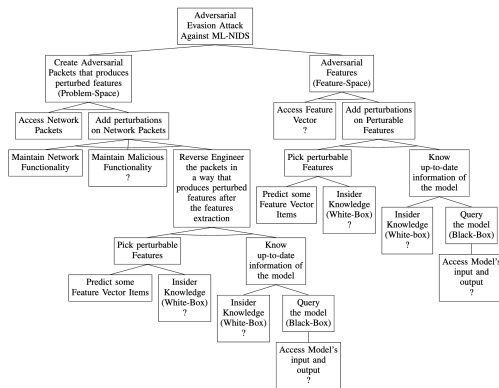 Adversarial
Evasion Attack
Against ML-NIDS
Create Adversarial
Packets that produces
perturbed features
(Problem-Space)
Adversarial
Features
(Feature-Space)
Access Network
Packets
Add perturbations
on Network Packets
Access Feature
Vector
?
Add perturbations
on Perturable
Features
Maintain Network
Functionality
Maintain Malicious
Functionality
?
Reverse Engineer
the packets in
a way that
produces perturbed
features after
the features
extraction
Pick perturbable
Features
Know
up-to-date
information of
the model
Predict some
Feature Vector
Items
Insider
Knowledge
(White-Box)
?
Insider
Knowledge
(White-box)
?
Query
the model
(Black-Box)
Access Model's
input and
output
?
Pick perturbable
Features
Know
up-to-date
information of
the model
Predict some
Feature Vector Items
Insider
Knowledge
(White-Box)
?
Insider
Knowledge
(White-Box)
?
Query
the model
(Black-Box)
Access Model's
input and
output
?